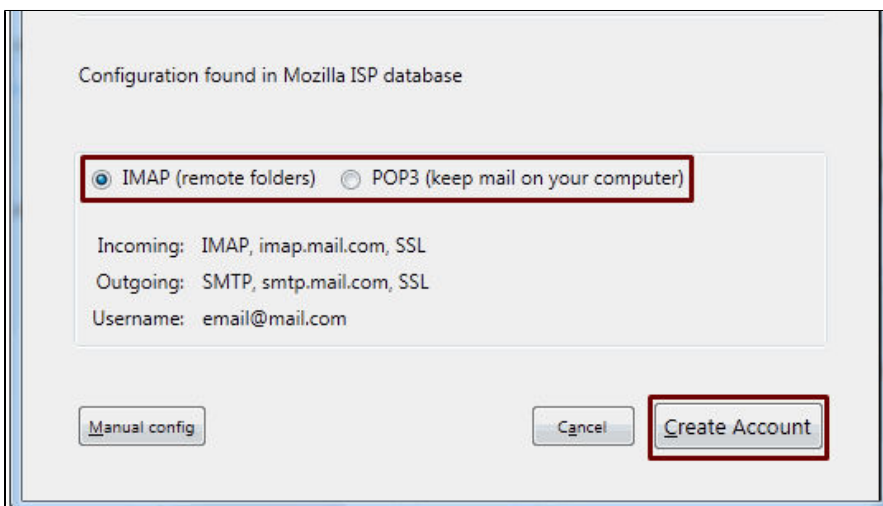 Configuration found in Mozilla ISP database
IMAP (remote folders) POP3 (keep mail on your computer)
Incoming: IMAP, imap.mail.com, SSL
Outgoing: SMTP, smtp.mail.com, SSL
Username: email@mail.com
Manual config Cancel Create Account